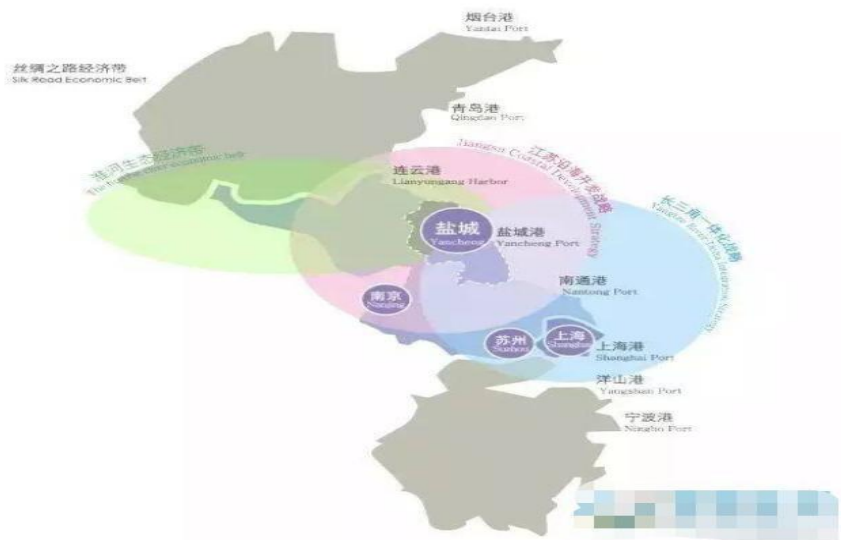 烟台港
Yantai Port
丝绸之路经济带
Silk Road Economic Belt
青岛港
Qingdao Port
淮河生态经济带
江苏沿海开发战略
Jiangsu Coastal Development Strategy
连云港
Lianyungang Harbor
长三角一体化战略
盐城
Yancheng
盐城港
Yancheng Port
南通港
Nantong Port
南京
Nanjing
苏州
Suzhou
上海
Shanghai
上海港
Shanghai Port
洋山港
Yangshan Port
宁波港
Ningbo Port